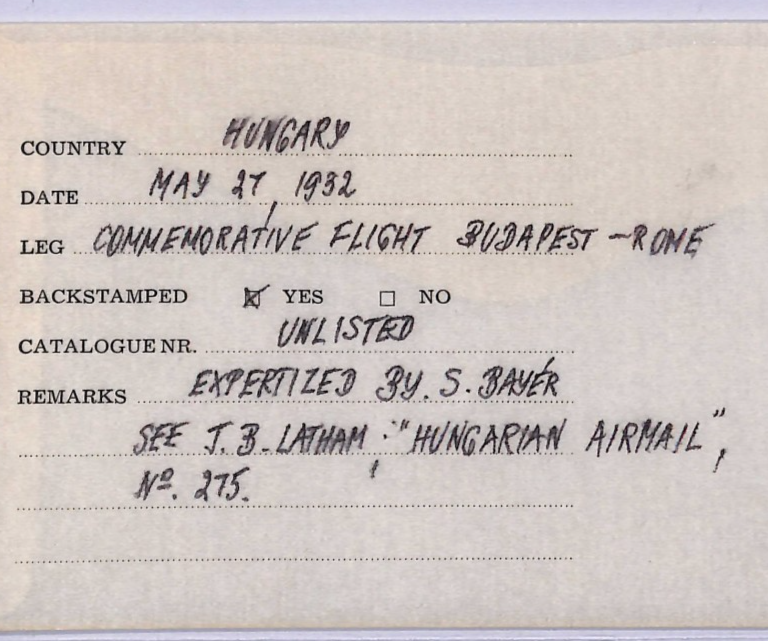 COUNTRY HUNGARY
DATE MAY 27, 1932
LEG COMMEMORATIVE FLIGHT BUDAPEST - ROME
BACKSTAMPED ☒ YES ☐ NO
CATALOGUE NR. UNLISTED
REMARKS EXPERTIZED BY. S. BAYÉR
SEE J.B. LATHAM: "HUNGARIAN AIRMAIL",
Nº. 275.